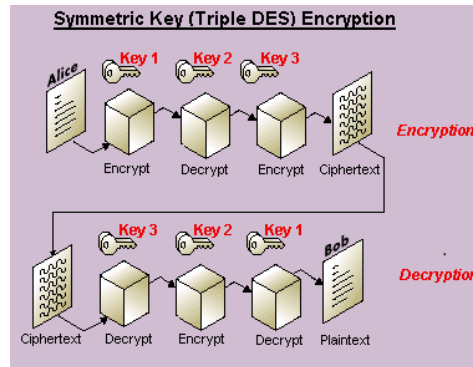 Symmetric Key (Triple DES) Encryption
Alice
Key 1 Key 2 Key 3
Encryption
Encrypt Decrypt Encrypt Ciphertext
Key 3 Key 2 Key 1
Bob
Decryption
Ciphertext Decrypt Encrypt Decrypt Plaintext